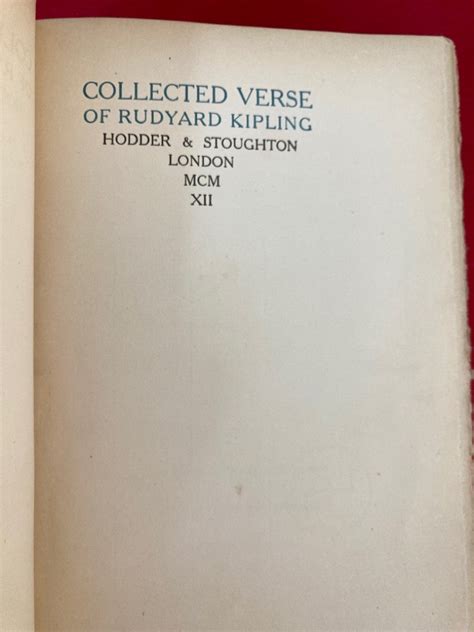 COLLECTED VERSE
OF RUDYARD KIPLING
HODDER & STOUGHTON
LONDON
MCM
XII